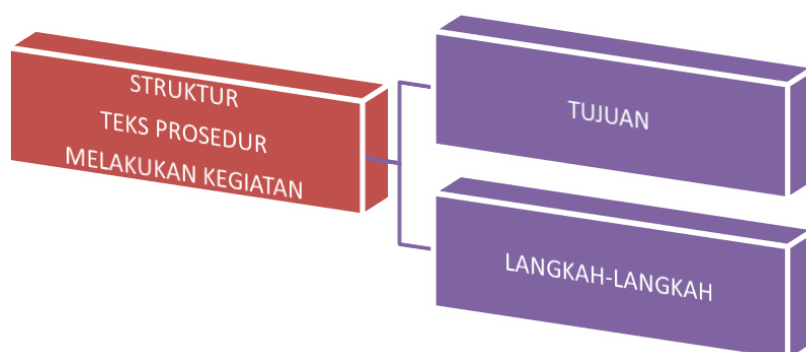 STRUKTUR
TEKS PROSEDUR
MELAKUKAN KEGIATAN
TUJUAN
LANGKAH-LANGKAH